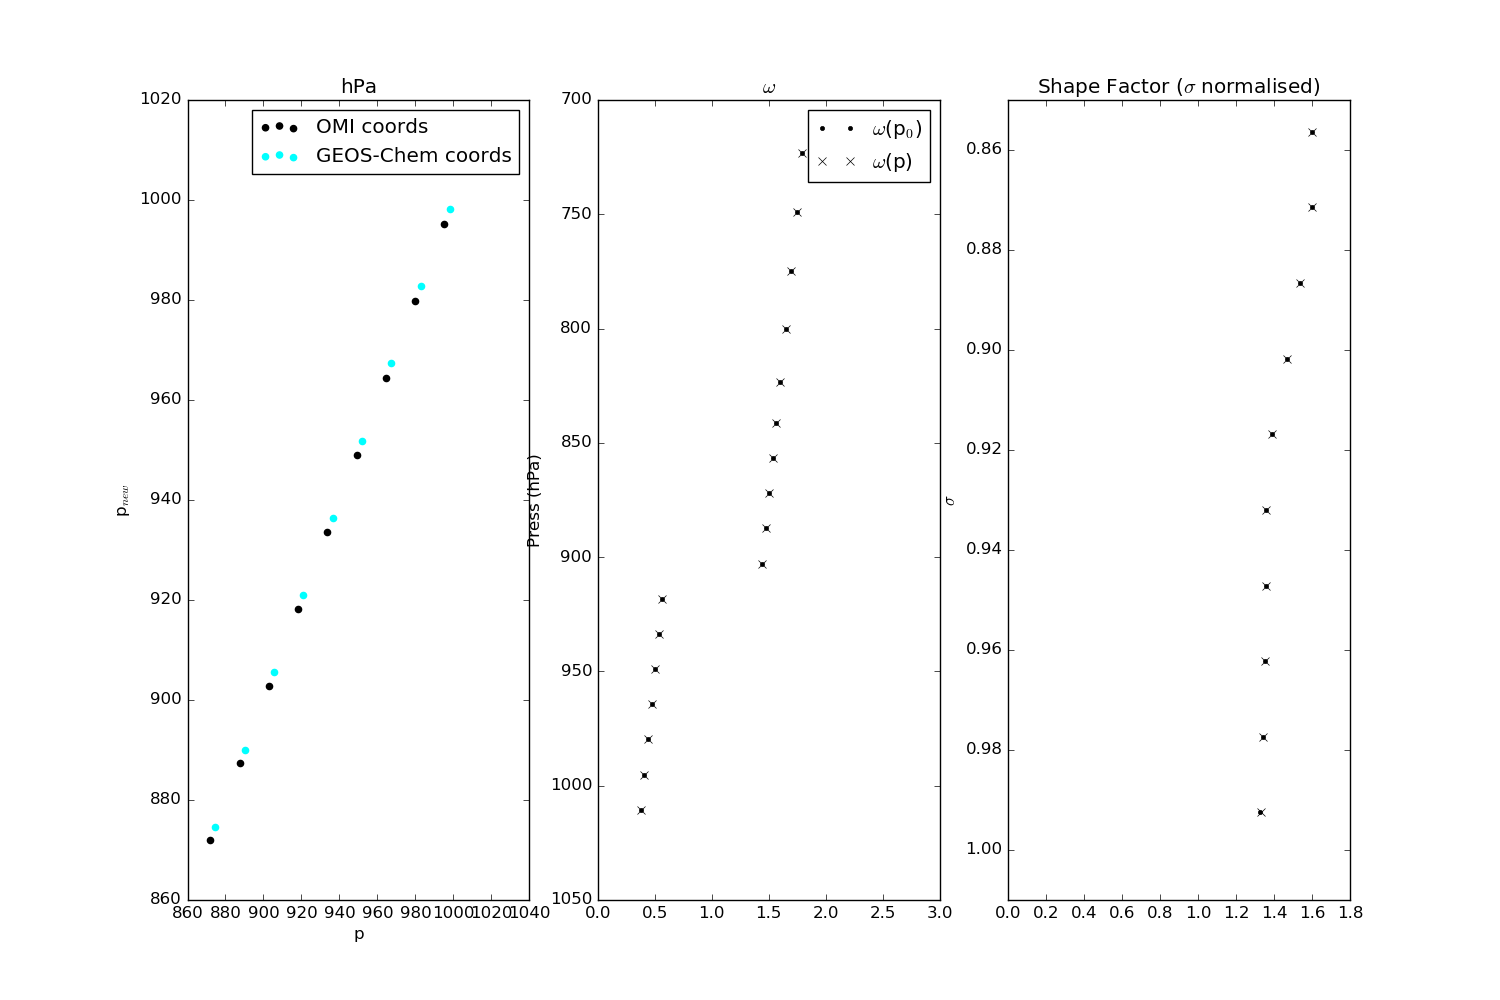 hPa
OMI coords
GEOS-Chem coords
1020
1000
980
960
940
920
900
880
860
p_new
860 880 900 920 940 960 980 1000 1020 1040
p
ω
ω(p₀)
ω(p)
700
750
800
850
900
950
1000
1050
Press (hPa)
0.0 0.5 1.0 1.5 2.0 2.5 3.0
Shape Factor (σ normalised)
0.86
0.88
0.90
0.92
0.94
0.96
0.98
1.00
σ
0.0 0.2 0.4 0.6 0.8 1.0 1.2 1.4 1.6 1.8